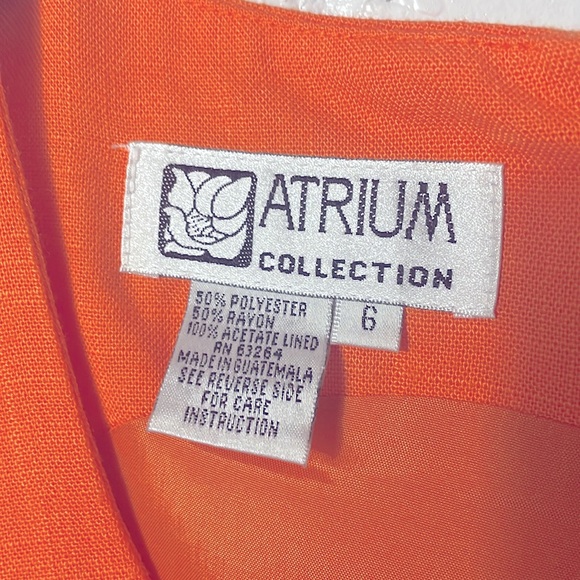 ATRIUM
COLLECTION
6
50% POLYESTER
50% RAYON
100% ACETATE LINED
RN 63264
MADE IN GUATEMALA
SEE REVERSE SIDE
FOR CARE
INSTRUCTION